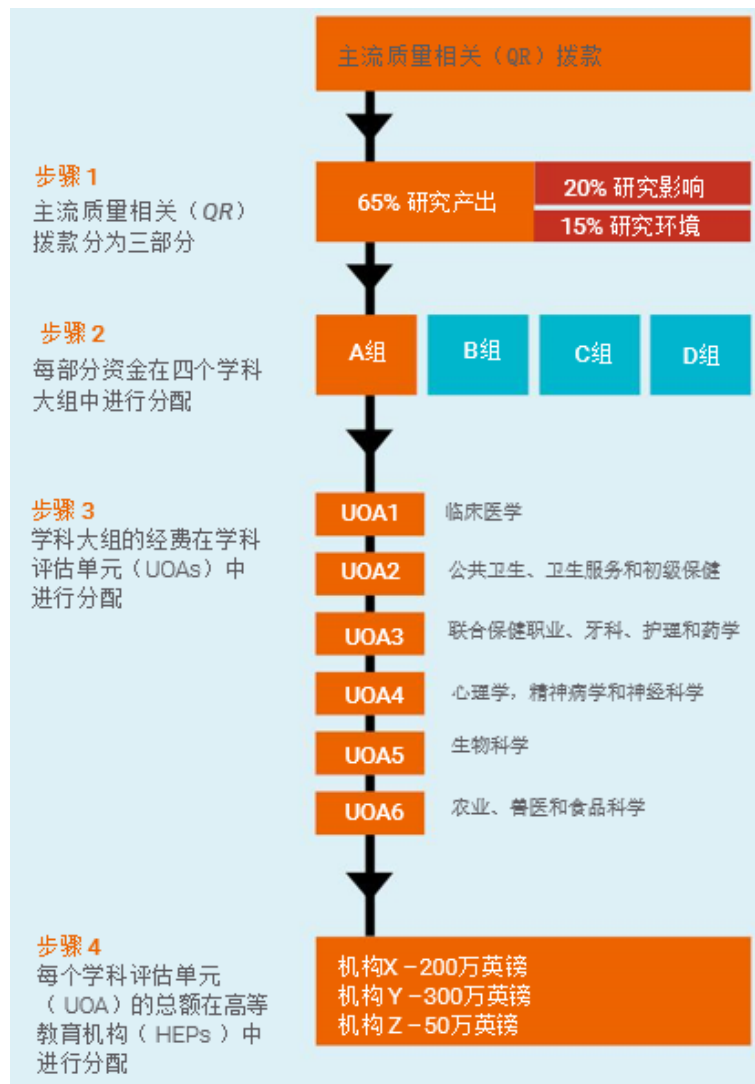 主流质量相关（QR）拨款
步骤 1
主流质量相关（QR）
拨款分为三部分
65% 研究产出
20% 研究影响
15% 研究环境
步骤 2
每部分资金在四个学科
大组中进行分配
A组
B组
C组
D组
步骤 3
学科大组的经费在学科
评估单元（UOAs）中
进行分配
UOA1
临床医学
UOA2
公共卫生、卫生服务和初级保健
UOA3
联合保健职业、牙科、护理和药学
UOA4
心理学，精神病学和神经科学
UOA5
生物科学
UOA6
农业、兽医和食品科学
步骤 4
每个学科评估单元
（UOA）的总额在高等
教育机构（HEPs）中
进行分配
机构X –200万英镑
机构 Y –300万英镑
机构 Z –50万英镑